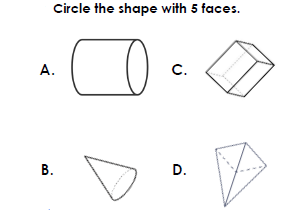 Circle the shape with 5 faces.
A.
C.
B.
D.